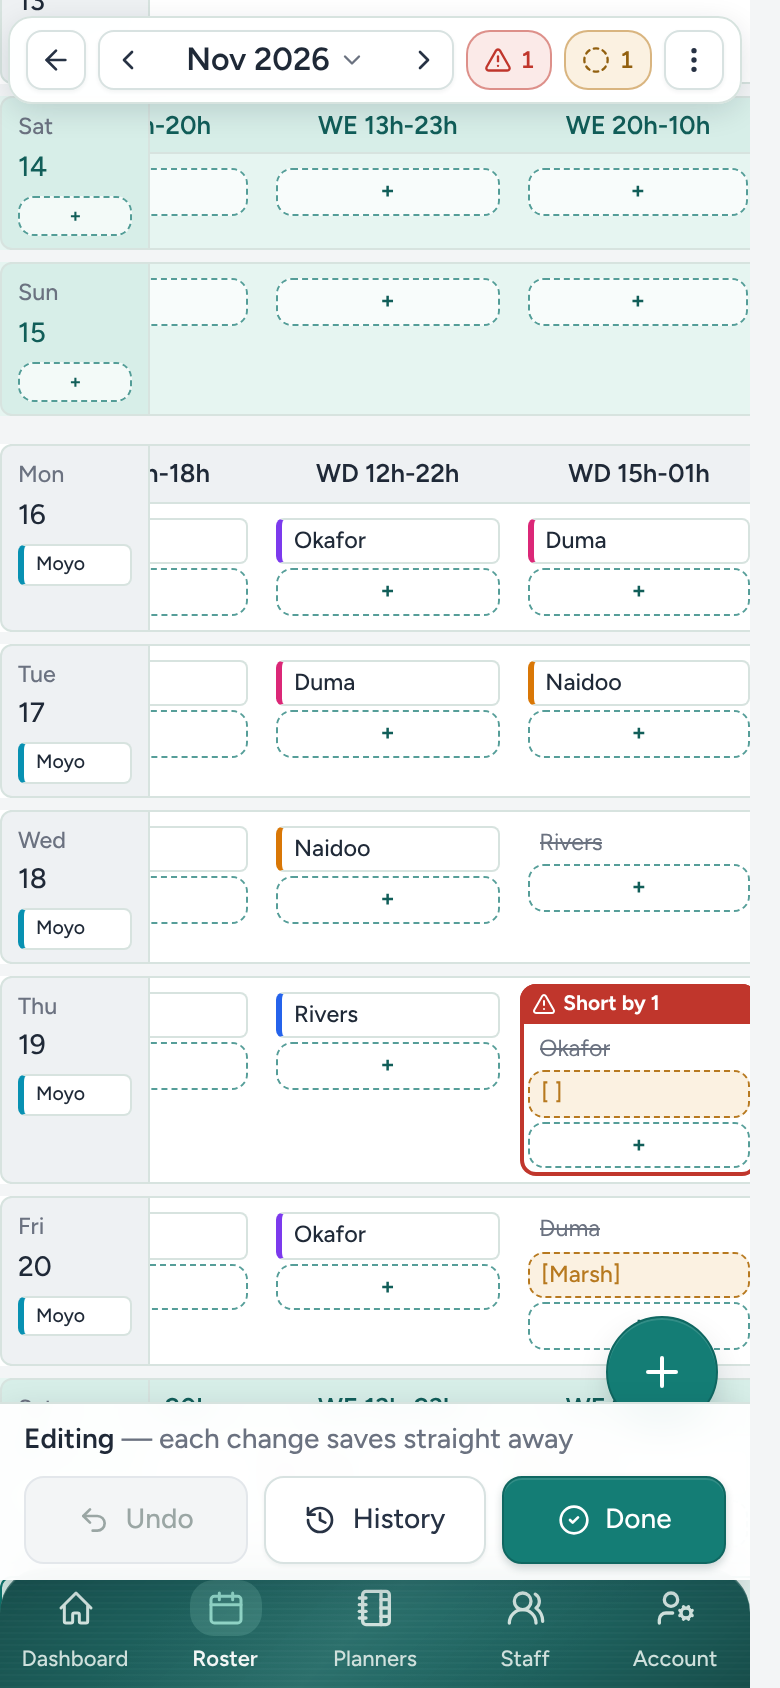 13
Nov 2026
1
1
Sat
14
+
-20h
WE 13h-23h
WE 20h-10h
+
+
Sun
15
+
+
+
Mon
16
Moyo
-18h
WD 12h-22h
WD 15h-01h
Okafor
Duma
+
+
Tue
17
Moyo
Duma
Naidoo
+
+
Wed
18
Moyo
Naidoo
Rivers
+
+
Thu
19
Moyo
Rivers
+
Short by 1
Okafor
[ ]
+
Fri
20
Moyo
Okafor
+
Duma
[Marsh]
+
Editing — each change saves straight away
Undo
History
Done
Dashboard
Roster
Planners
Staff
Account